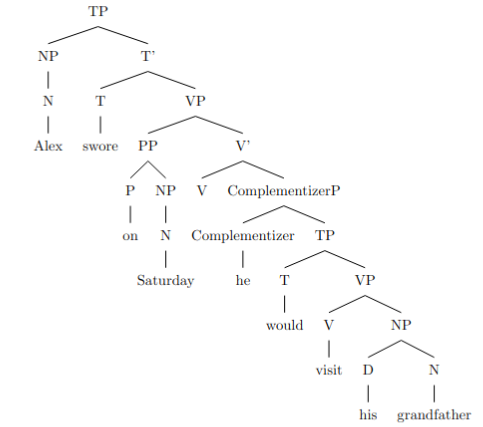 TP
NP T'
N T VP
Alex swore PP V'
P NP V ComplementizerP
on N Complementizer TP
Saturday he T VP
would V NP
visit D N
his grandfather